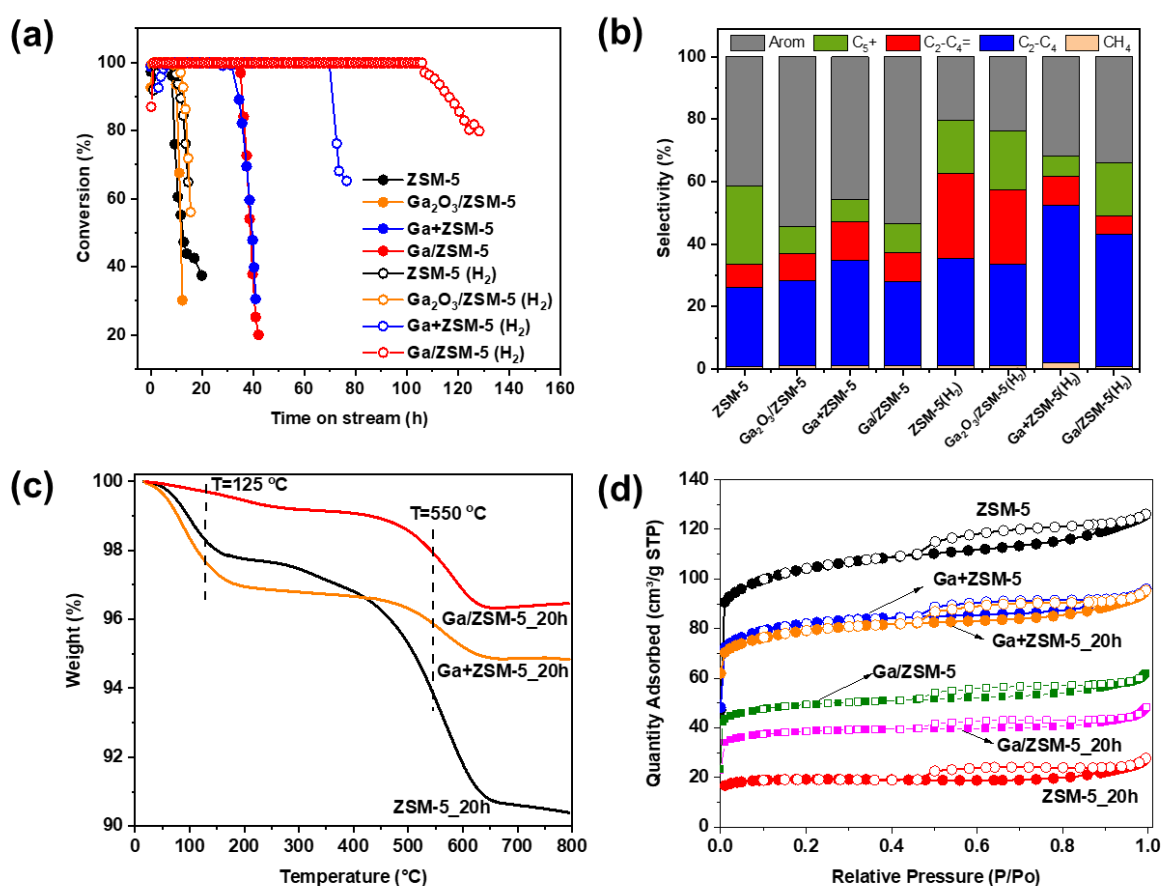 (a)
100
80
60
40
20
Conversion (%)
0 20 40 60 80 100 120 140 160
Time on stream (h)
ZSM-5
Ga₂O₃/ZSM-5
Ga+ZSM-5
Ga/ZSM-5
ZSM-5 (H₂)
Ga₂O₃/ZSM-5 (H₂)
Ga+ZSM-5 (H₂)
Ga/ZSM-5 (H₂)
(b)
Arom C₅+ C₂-C₄= C₂-C₄ CH₄
100
80
60
40
20
0
Selectivity (%)
ZSM-5
Ga₂O₃/ZSM-5
Ga+ZSM-5
Ga/ZSM-5
ZSM-5(H₂)
Ga₂O₃/ZSM-5(H₂)
Ga+ZSM-5(H₂)
Ga/ZSM-5(H₂)
(c)
100
98
96
94
92
90
Weight (%)
T=125 °C
T=550 °C
Ga/ZSM-5_20h
Ga+ZSM-5_20h
ZSM-5_20h
0 100 200 300 400 500 600 700 800
Temperature (°C)
(d)
140
120
100
80
60
40
20
0
Quantity Adsorbed (cm³/g STP)
ZSM-5
Ga+ZSM-5
Ga+ZSM-5_20h
Ga/ZSM-5
Ga/ZSM-5_20h
ZSM-5_20h
0.0 0.2 0.4 0.6 0.8 1.0
Relative Pressure (P/Po)